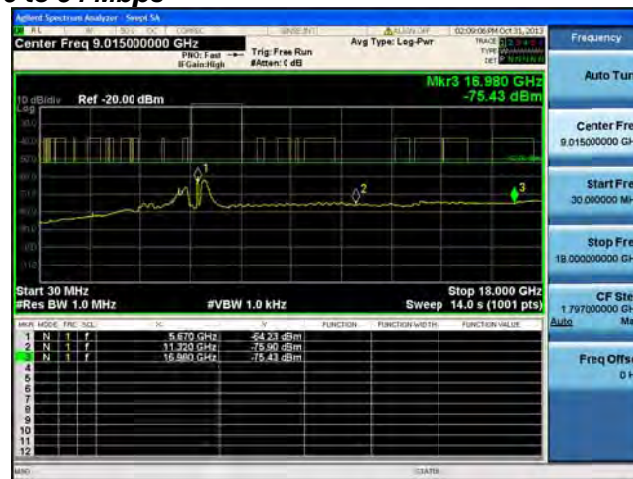 6 to 54 Mbps
Agilent Spectrum Analyzer - Swept SA
RL
02:09:06 PM Oct 31, 2013
Frequency
Center Freq 9.015000000 GHz
PNO: Fast
IFGain:High
Trig: Free Run
#Atten: 0 dB
Avg Type: Log-Pwr
TRACE
TYPE
DET
Auto Tun
Mkr3 16.980 GHz
-75.43 dBm
10 dB/div Ref -20.00 dBm
Log
Center Fre
9.015000000 GH
1
2
3
Start Fre
30.000000 MH
Stop Fre
18.000000000 GH
Start 30 MHz
Stop 18.000 GHz
#Res BW 1.0 MHz #VBW 1.0 kHz Sweep 14.0 s (1001 pts)
CF Ste
1.797000000 GH
Auto Ma
MKR MODE TRC SCL X Y FUNCTION FUNCTION WIDTH FUNCTION VALUE
1 N 1 f 5.670 GHz -64.23 dBm
2 N 1 f 11.320 GHz -75.90 dBm
3 N 1 f 16.980 GHz -75.43 dBm
4
5
6
7
8
9
10
11
12
Freq Offs
0 H
MSG
STATUS